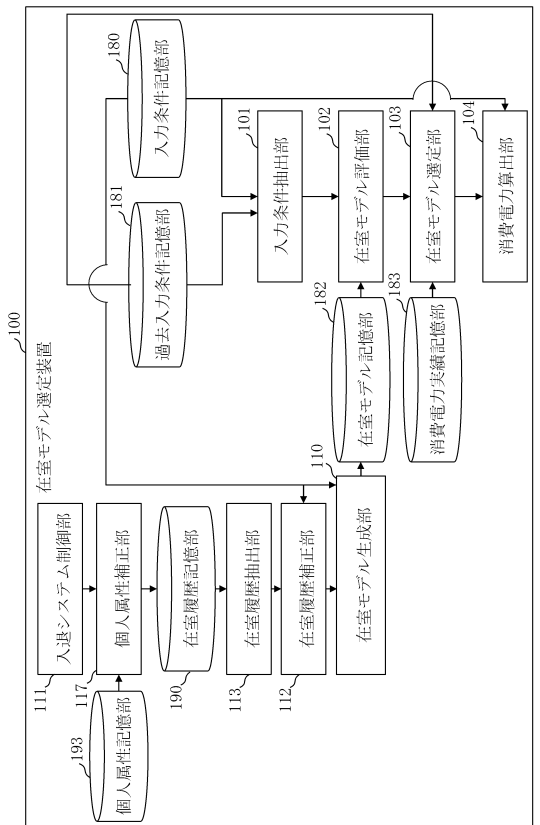 100
在室モデル選定装置
111
入退システム制御部
193
個人属性記憶部
117
個人属性補正部
190
在室履歴記憶部
113
在室履歴抽出部
112
在室履歴補正部
110
在室モデル生成部
181
過去入力条件記憶部
180
入力条件記憶部
101
入力条件抽出部
182
在室モデル記憶部
102
在室モデル評価部
183
消費電力実績記憶部
103
在室モデル選定部
104
消費電力算出部